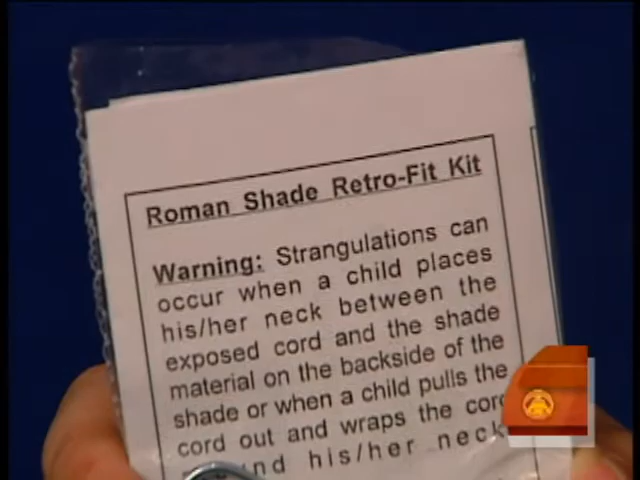 Roman Shade Retro-Fit Kit
Warning: Strangulations can
occur when a child places
his/her neck between the
exposed cord and the shade
material on the backside of the
shade or when a child pulls the
cord out and wraps the cord
his/her neck